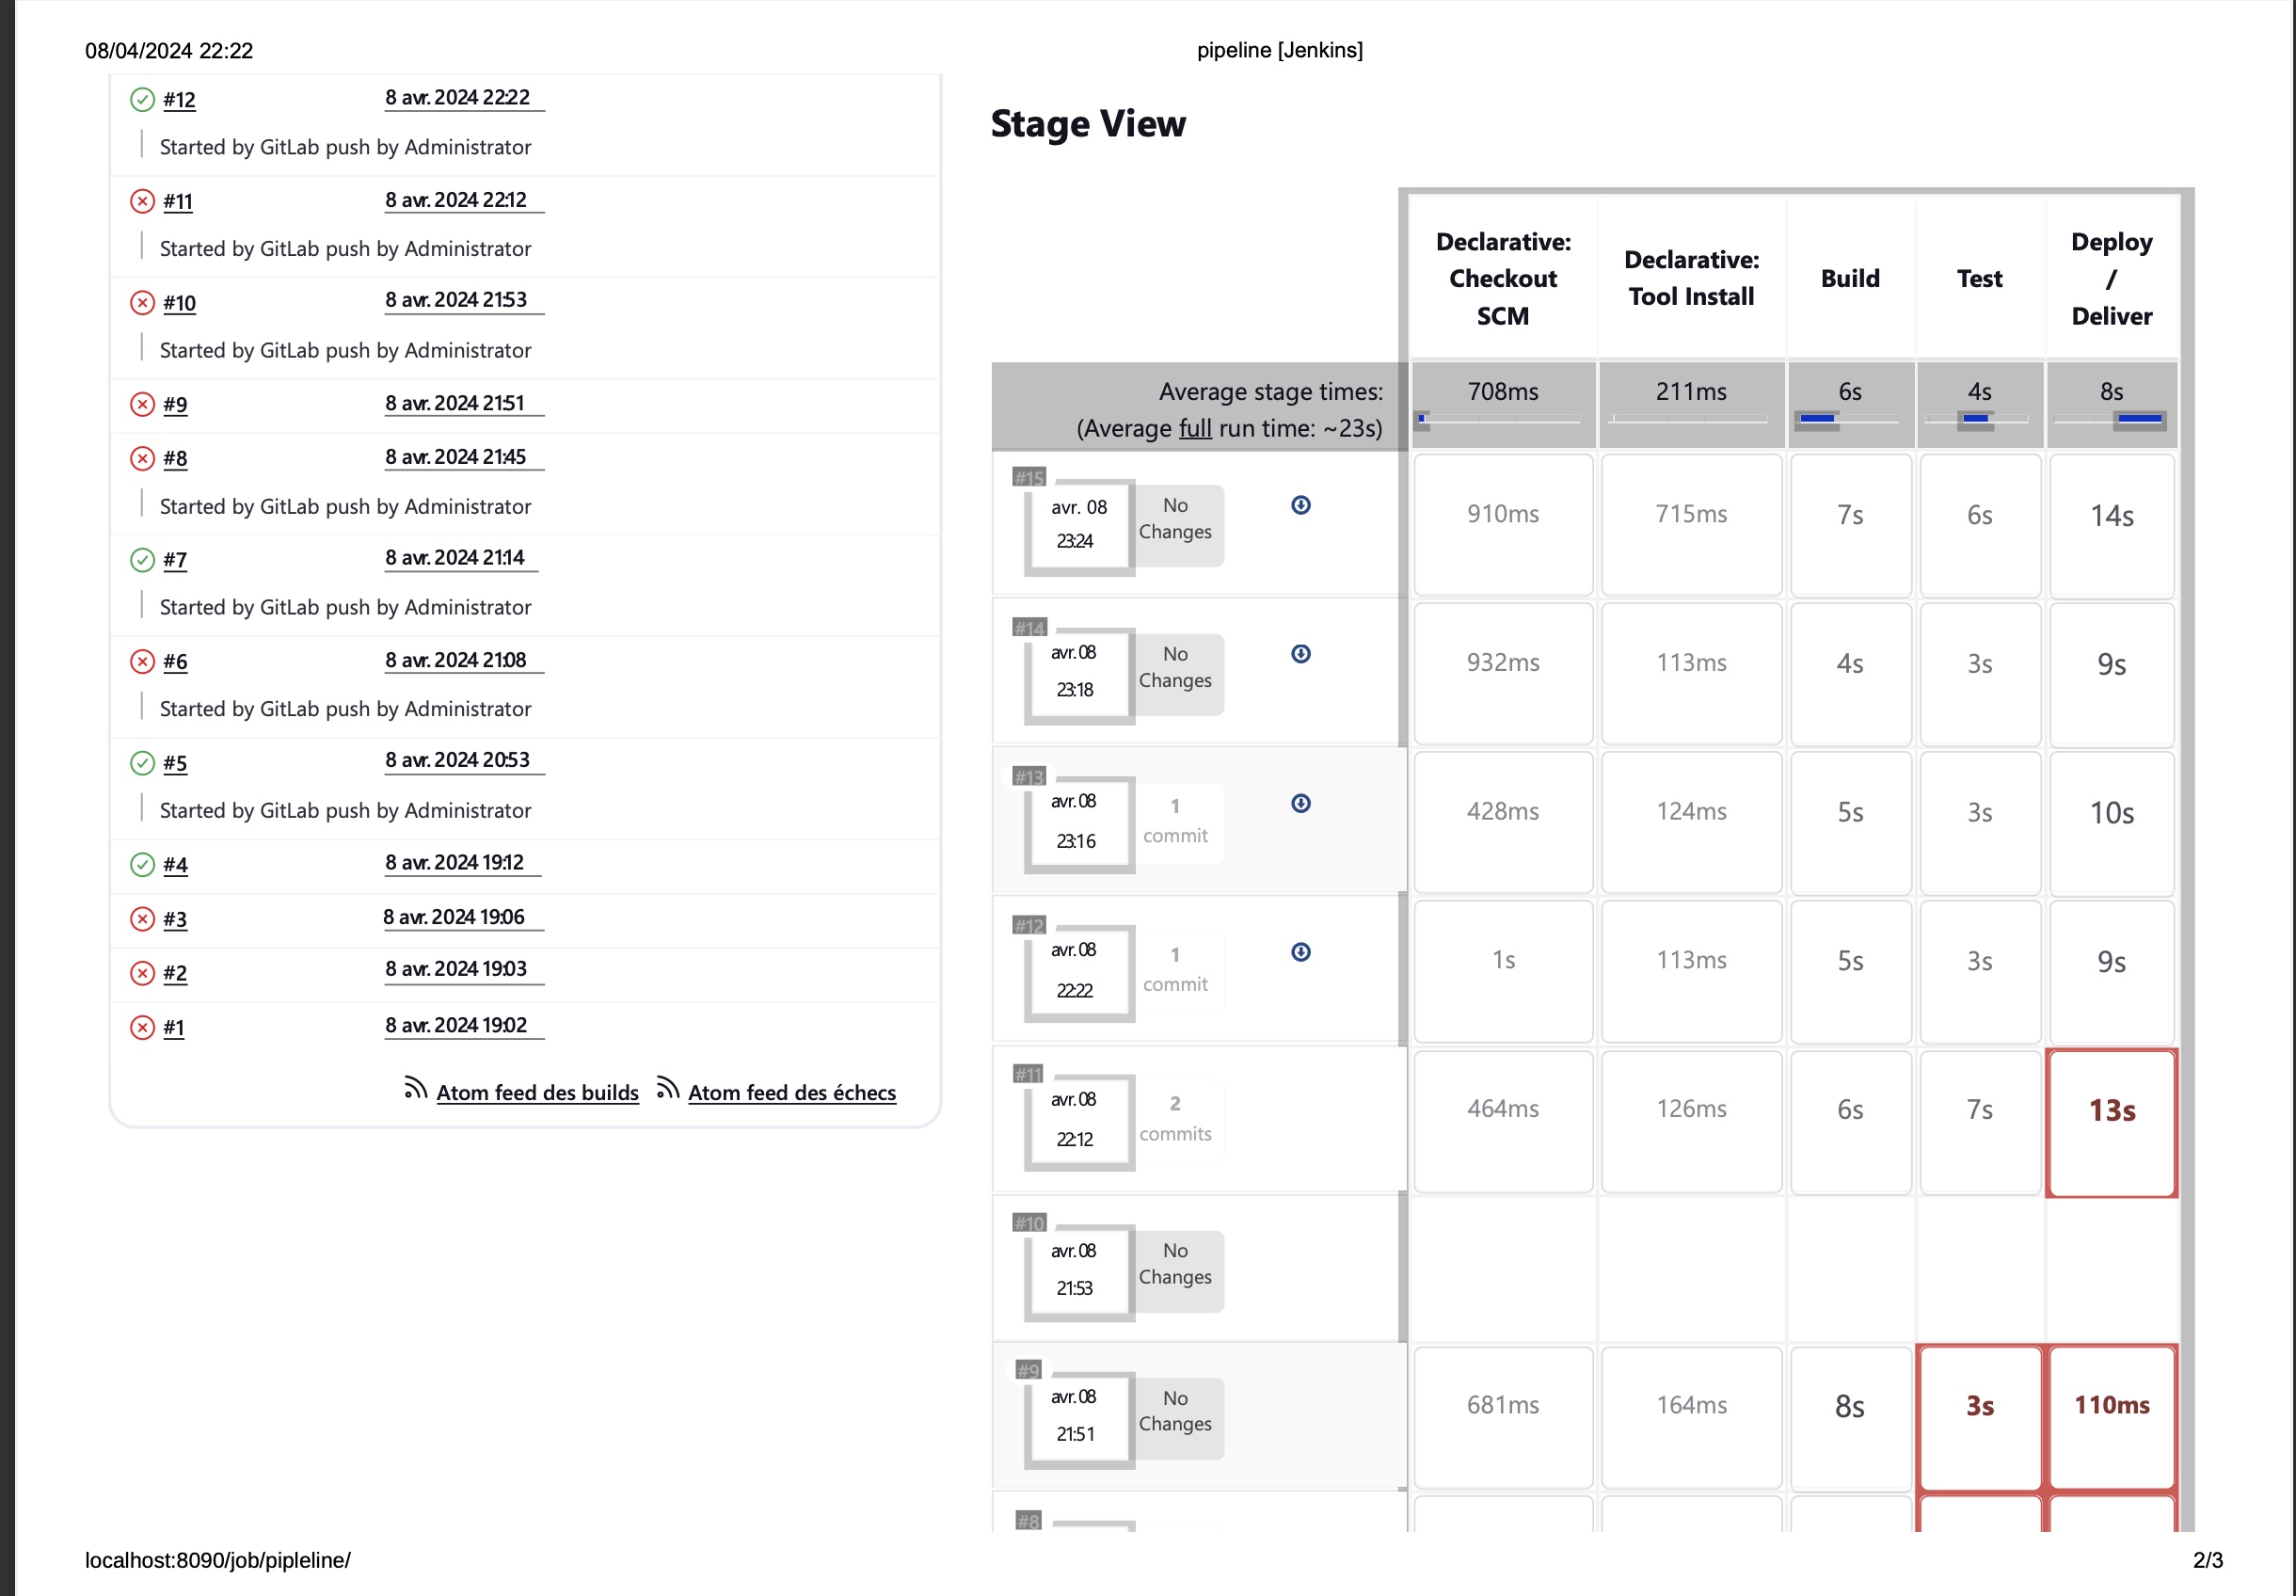 08/04/2024 22:22
pipeline [Jenkins]
#12 8 avr. 2024 22:22
Started by GitLab push by Administrator
#11 8 avr. 2024 22:12
Started by GitLab push by Administrator
#10 8 avr. 2024 21:53
Started by GitLab push by Administrator
#9 8 avr. 2024 21:51
#8 8 avr. 2024 21:45
Started by GitLab push by Administrator
#7 8 avr. 2024 21:14
Started by GitLab push by Administrator
#6 8 avr. 2024 21:08
Started by GitLab push by Administrator
#5 8 avr. 2024 20:53
Started by GitLab push by Administrator
#4 8 avr. 2024 19:12
#3 8 avr. 2024 19:06
#2 8 avr. 2024 19:03
#1 8 avr. 2024 19:02
Atom feed des builds Atom feed des échecs
Stage View
Declarative:
Checkout
SCM
Declarative:
Tool Install
Build
Test
Deploy
/
Deliver
Average stage times:
(Average full run time: ~23s)
708ms 211ms 6s 4s 8s
#15
avr. 08
23:24
No
Changes
910ms 715ms 7s 6s 14s
#14
avr. 08
23:18
No
Changes
932ms 113ms 4s 3s 9s
#13
avr. 08
23:16
1
commit
428ms 124ms 5s 3s 10s
#12
avr. 08
22:22
1
commit
1s 113ms 5s 3s 9s
#11
avr. 08
22:12
2
commits
464ms 126ms 6s 7s 13s
#10
avr. 08
21:53
No
Changes
#9
avr. 08
21:51
No
Changes
681ms 164ms 8s 3s 110ms
#8
localhost:8090/job/pipleline/
2/3